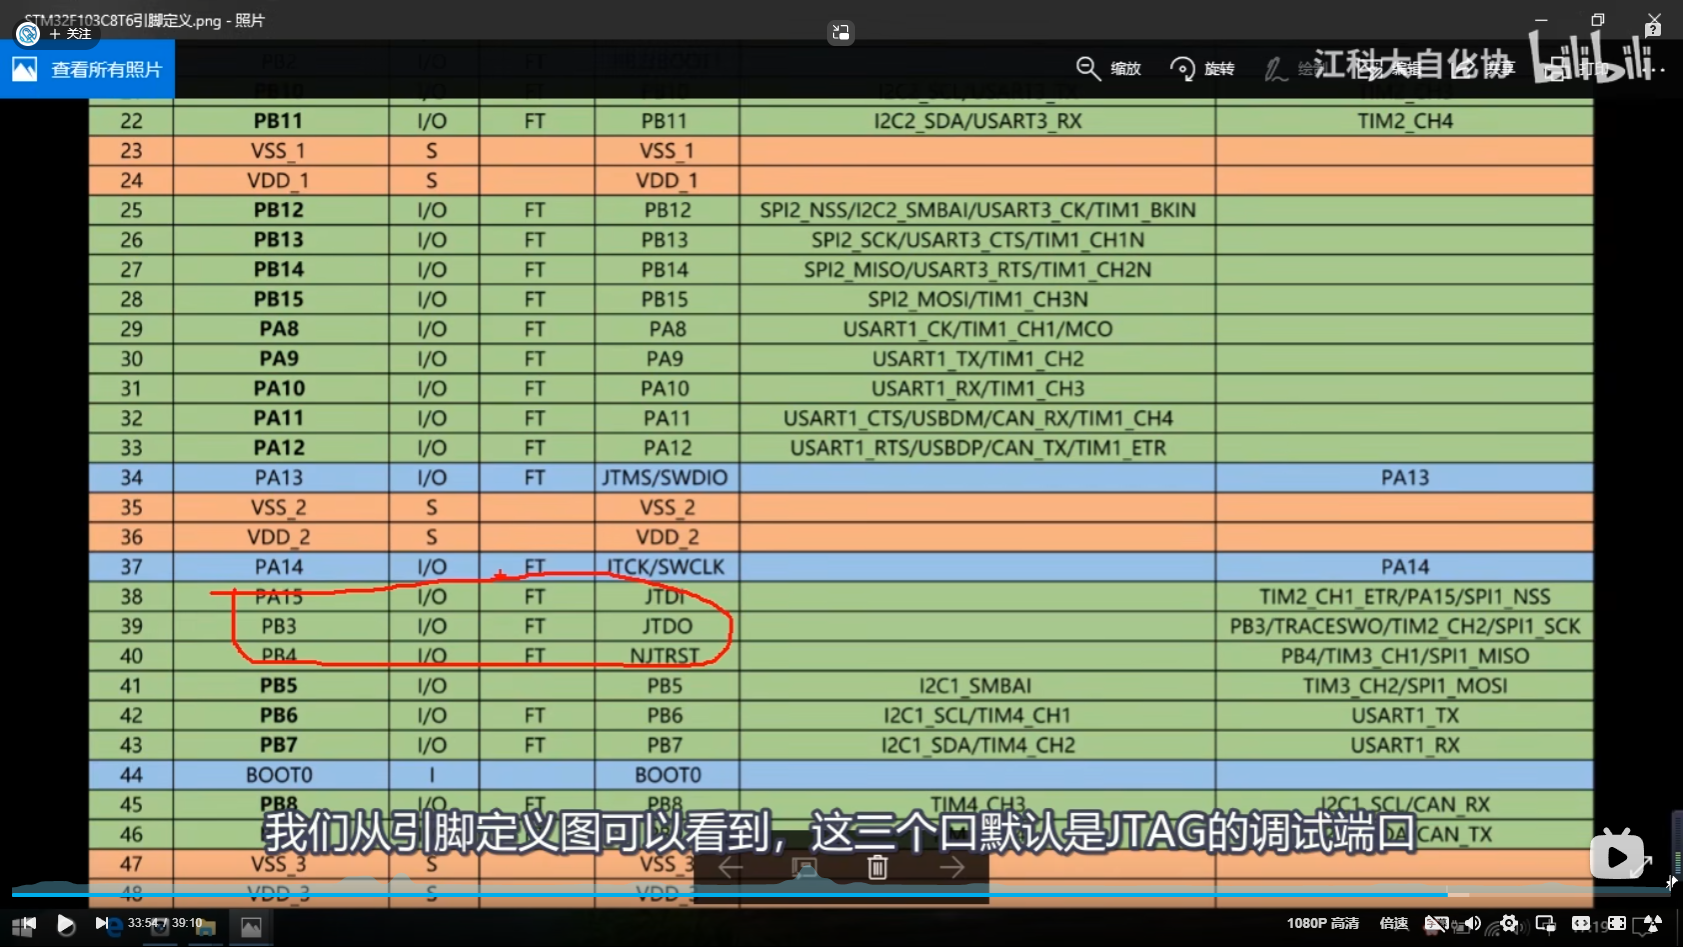 STM32F103C8T6引脚定义.png - 照片
+ 关注
查看所有照片
缩放
旋转
江科大自化协
bilibili
22 PB11 I/O FT PB11 I2C2_SDA/USART3_RX TIM2_CH4
23 VSS_1 S VSS_1
24 VDD_1 S VDD_1
25 PB12 I/O FT PB12 SPI2_NSS/I2C2_SMBAI/USART3_CK/TIM1_BKIN
26 PB13 I/O FT PB13 SPI2_SCK/USART3_CTS/TIM1_CH1N
27 PB14 I/O FT PB14 SPI2_MISO/USART3_RTS/TIM1_CH2N
28 PB15 I/O FT PB15 SPI2_MOSI/TIM1_CH3N
29 PA8 I/O FT PA8 USART1_CK/TIM1_CH1/MCO
30 PA9 I/O FT PA9 USART1_TX/TIM1_CH2
31 PA10 I/O FT PA10 USART1_RX/TIM1_CH3
32 PA11 I/O FT PA11 USART1_CTS/USBDM/CAN_RX/TIM1_CH4
33 PA12 I/O FT PA12 USART1_RTS/USBDP/CAN_TX/TIM1_ETR
34 PA13 I/O FT JTMS/SWDIO PA13
35 VSS_2 S VSS_2
36 VDD_2 S VDD_2
37 PA14 I/O FT JTCK/SWCLK PA14
38 PA15 I/O FT JTDI TIM2_CH1_ETR/PA15/SPI1_NSS
39 PB3 I/O FT JTDO PB3/TRACESWO/TIM2_CH2/SPI1_SCK
40 PB4 I/O FT NJTRST PB4/TIM3_CH1/SPI1_MISO
41 PB5 I/O PB5 I2C1_SMBAI TIM3_CH2/SPI1_MOSI
42 PB6 I/O FT PB6 I2C1_SCL/TIM4_CH1 USART1_TX
43 PB7 I/O FT PB7 I2C1_SDA/TIM4_CH2 USART1_RX
44 BOOT0 I BOOT0
45 PB8 I/O FT PB8 TIM4_CH3 I2C1_SCL/CAN_RX
我们从引脚定义图可以看到，这三个口默认是JTAG的调试端口
46
47 VSS_3 S VSS_3
48 VDD_3 S
33:54 / 39:10
1080P 高清
倍速